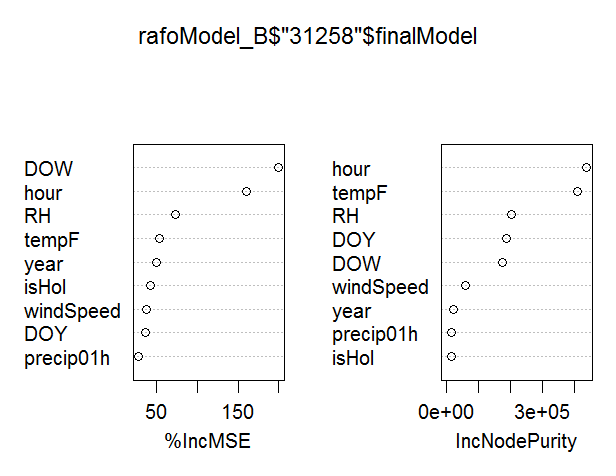 rafoModel_B$"31258"$finalModel
DOW
hour
RH
tempF
year
isHol
windSpeed
DOY
precip01h
50 150
%IncMSE
hour
tempF
RH
DOY
DOW
windSpeed
year
precip01h
isHol
0e+00 3e+05
IncNodePurity